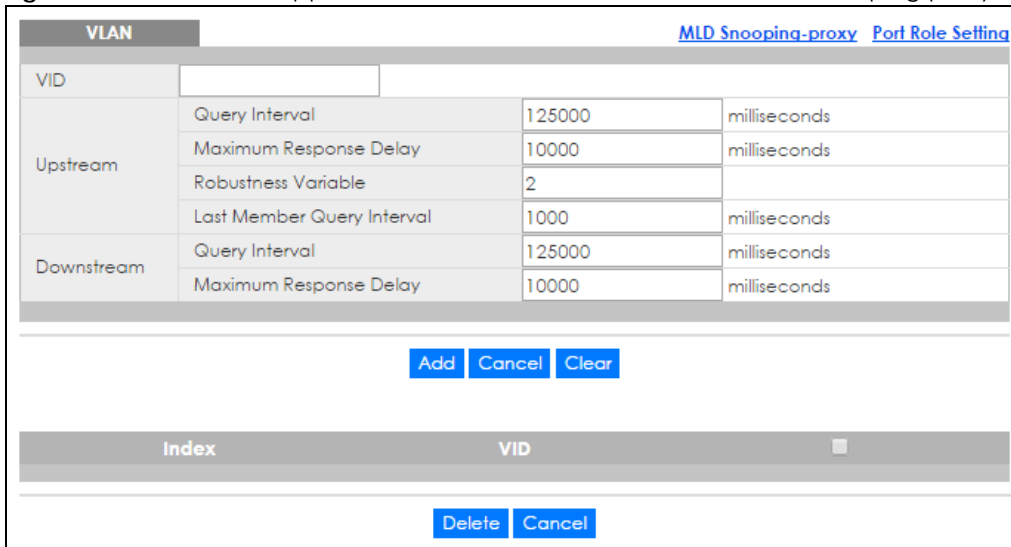 VLAN MLD Snooping-proxy Port Role Setting
VID
Upstream
Query Interval 125000 milliseconds
Maximum Response Delay 10000 milliseconds
Robustness Variable 2
Last Member Query Interval 1000 milliseconds
Downstream
Query Interval 125000 milliseconds
Maximum Response Delay 10000 milliseconds
Add Cancel Clear
Index VID
Delete Cancel